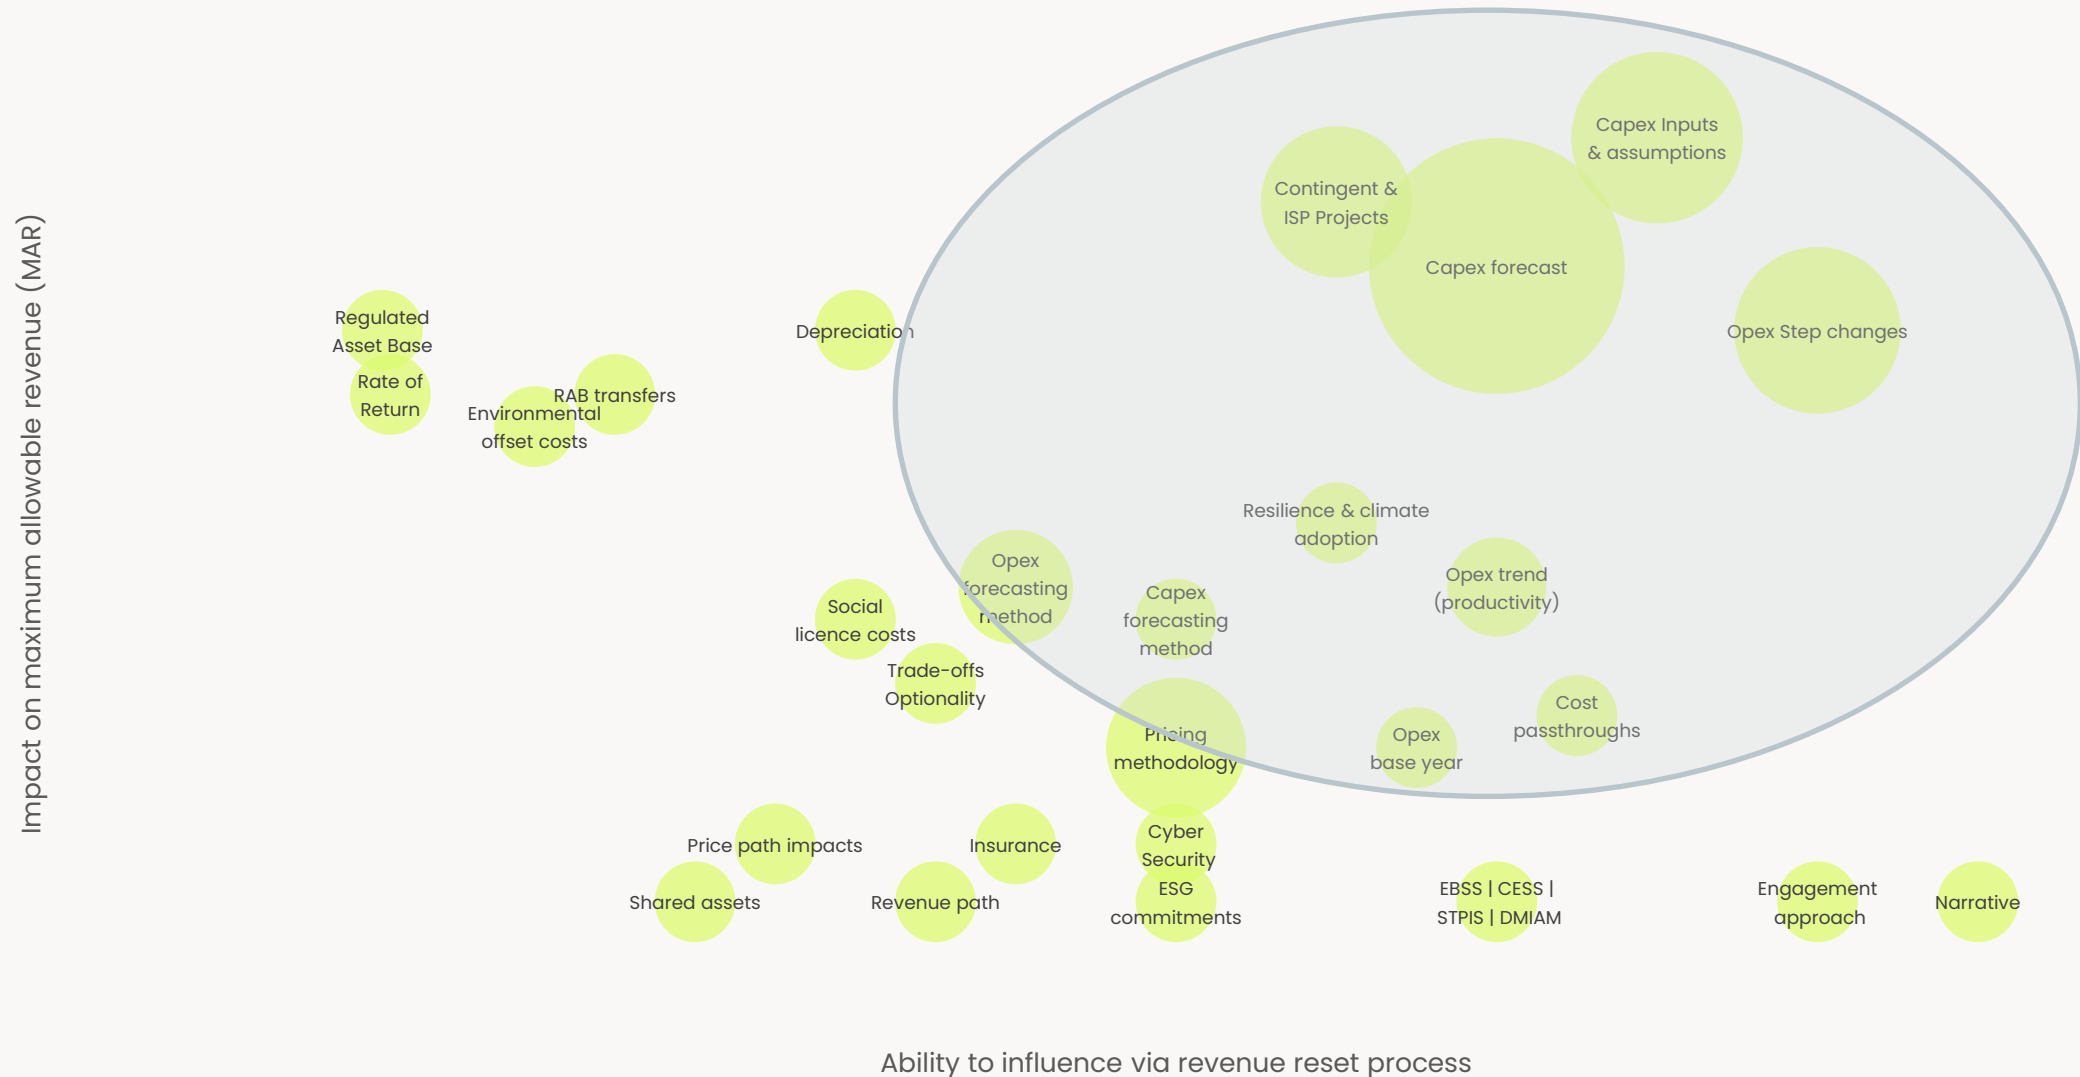 Impact on maximum allowable revenue (MAR)
Capex Inputs
& assumptions
Contingent &
ISP Projects
Capex forecast
Opex Step changes
Regulated
Asset Base
Depreciation
Rate of
Return
RAB transfers
Environmental
offset costs
Resilience & climate
adoption
Opex
forecasting
method
Opex trend
(productivity)
Capex
forecasting
method
Social
licence costs
Trade-offs
Optionality
Cost
passthroughs
Pricing
methodology
Opex
base year
Price path impacts
Insurance
Cyber
Security
Shared assets
Revenue path
ESG
commitments
EBSS | CESS |
STPIS | DMIAM
Engagement
approach
Narrative
Ability to influence via revenue reset process